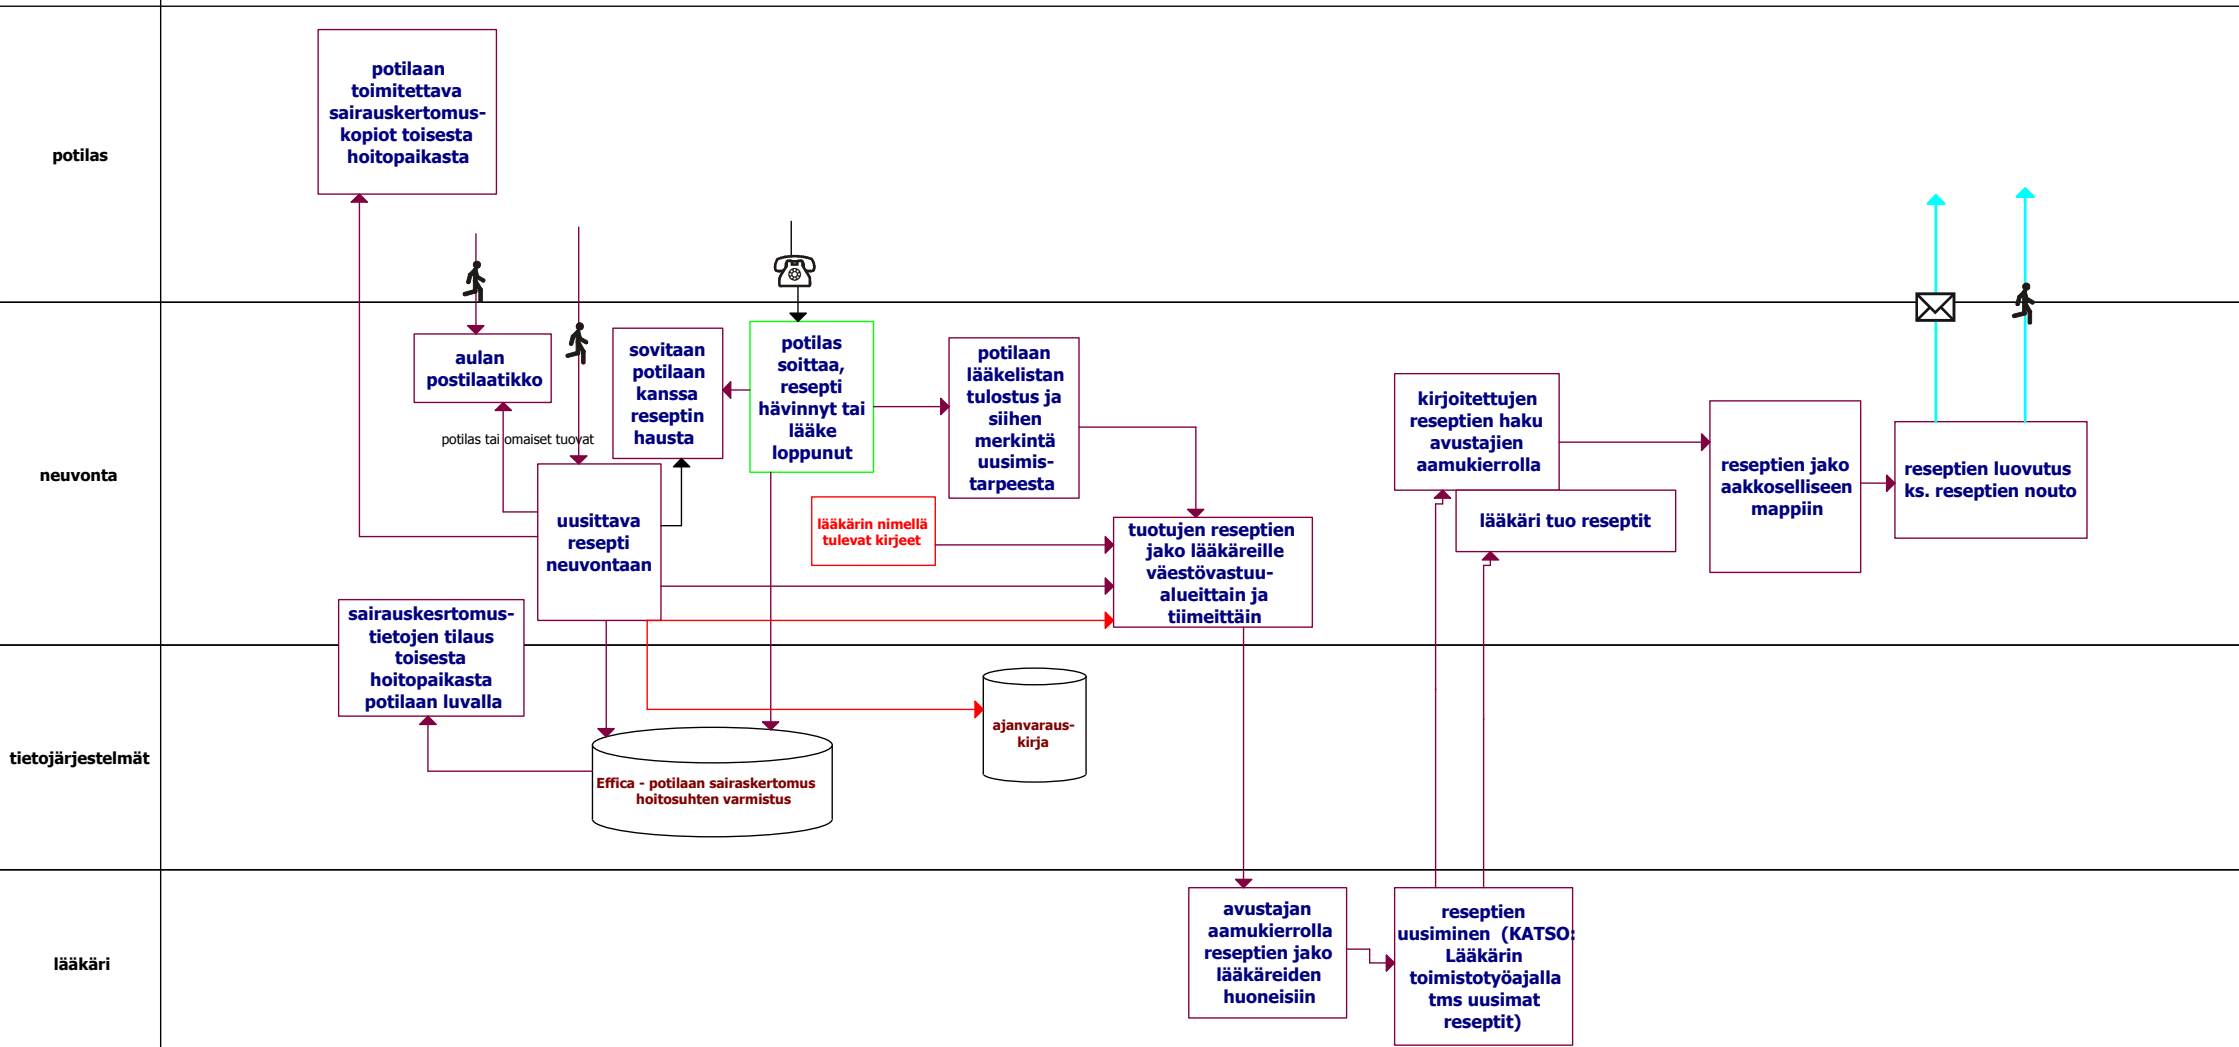 potilas
potilaan
toimitettava
sairauskertomus-
kopiot toisesta
hoitopaikasta
neuvonta
aulan
postilaatikko
potilas tai omaiset tuovat
uusittava
resepti
neuvontaan
sovitaan
potilaan
kanssa
reseptin
hausta
potilas
soittaa,
resepti
hävinnyt tai
lääke
loppunut
potilaan
lääkelistan
tulostus ja
siihen
merkintä
uusimis-
tarpeesta
lääkärin nimellä
tulevat kirjeet
tuotujen reseptien
jako lääkäreille
väestövastuu-
alueittain ja
tiimeittäin
kirjoitettujen
reseptien haku
avustajien
aamukierrolla
lääkäri tuo reseptit
reseptien jako
aakkoselliseen
mappiin
reseptien luovutus
ks. reseptien nouto
sairauskesrtomus-
tietojen tilaus
toisesta
hoitopaikasta
potilaan luvalla
tietojärjestelmät
Effica - potilaan sairaskertomus
hoitosuhten varmistus
ajanvaraus-
kirja
lääkäri
avustajan
aamukierrolla
reseptien jako
lääkäreiden
huoneisiin
reseptien
uusiminen (KATSO:
Lääkärin
toimistotyöajalla
tms uusimat
reseptit)